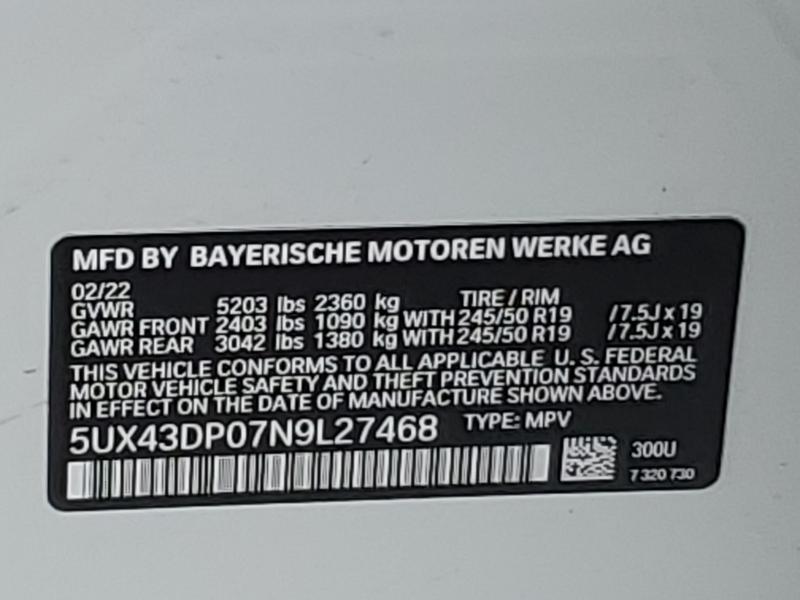 MFD BY BAYERISCHE MOTOREN WERKE AG
02/22 TIRE / RIM
GVWR 5203 lbs 2360 kg
GAWR FRONT 2403 lbs 1090 kg WITH 245/50 R19 /7.5J x 19
GAWR REAR 3042 lbs 1380 kg WITH 245/50 R19 /7.5J x 19
THIS VEHICLE CONFORMS TO ALL APPLICABLE U. S. FEDERAL
MOTOR VEHICLE SAFETY AND THEFT PREVENTION STANDARDS
IN EFFECT ON THE DATE OF MANUFACTURE SHOWN ABOVE.
5UX43DP07N9L27468 TYPE: MPV
300U
7 320 730